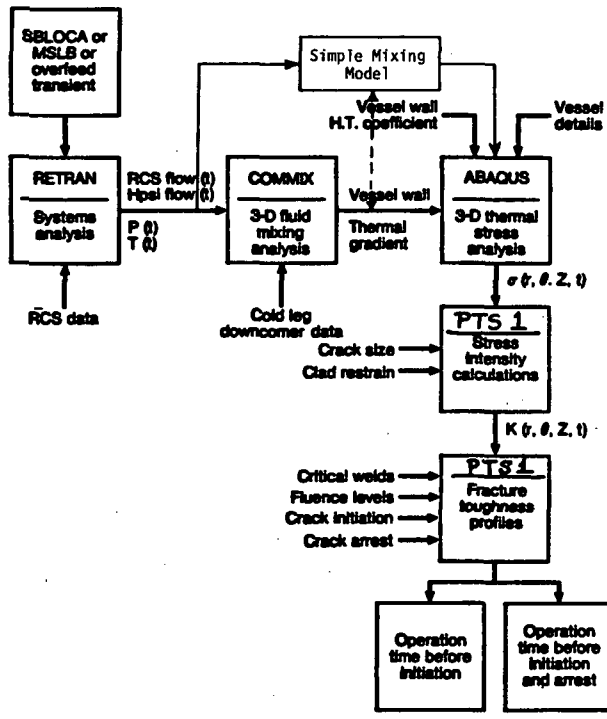 SBLOCA or
MSLB or
overfeed
transient
Simple Mixing
Model
Vessel wall
H.T. coefficient
Vessel
details
RETRAN
Systems
analysis
RCS flow (t)
Hpsi flow (t)
P (t)
T (t)
COMMIX
3-D fluid
mixing
analysis
Vessel wall
Thermal
gradient
ABAQUS
3-D thermal
stress
analysis
RCS data
Cold leg
downcomer data
σ (r, θ. Z, t)
PTS 1
Stress
intensity
calculations
Crack size
Clad restrain
K (r, θ, Z, t)
PTS 1
Fracture
toughness
profiles
Critical welds
Fluence levels
Crack initiation
Crack arrest
Operation
time before
initiation
Operation
time before
initiation
and arrest